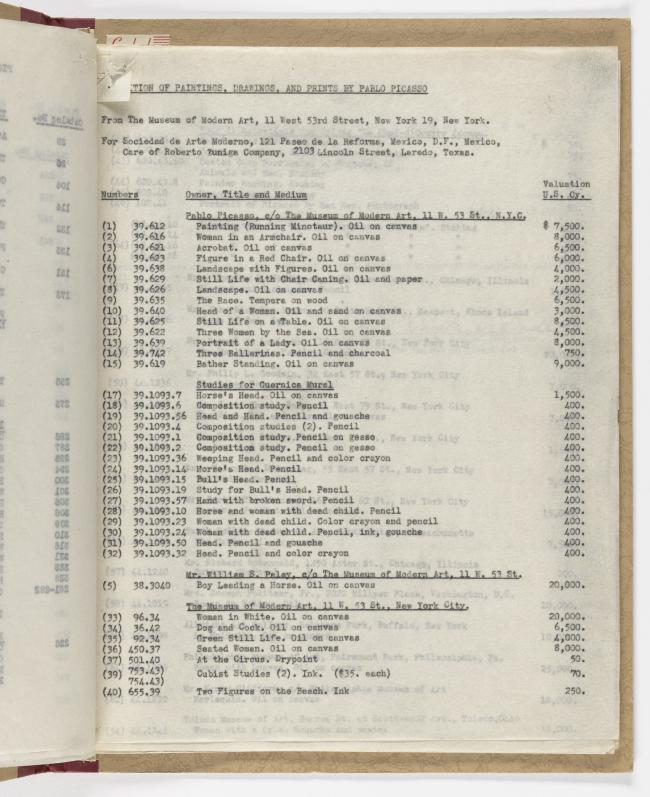 TION OF PAINTINGS, DRAWINGS, AND PRINTS BY PABLO PICASSO
From The Museum of Modern Art, 11 West 53rd Street, New York 19, New York.
For Sociedad de Arte Moderno, 121 Paseo de la Reforma, Mexico, D.F., Mexico,
Care of Roberto Zuniga Company, 2103 Lincoln Street, Laredo, Texas.
Valuation
Numbers Owner, Title and Medium U.S. Cy.
Pablo Picasso, c/o The Museum of Modern Art, 11 W. 53 St., N.Y.C.
(1) 39.612 Painting (Running Minotaur). Oil on canvas $ 7,500.
(2) 39.616 Woman in an Armchair. Oil on canvas 8,000.
(3) 39.621 Acrobat. Oil on canvas 6,500.
(4) 39.623 Figure in a Red Chair. Oil on canvas 6,000.
(6) 39.638 Landscape with Figures. Oil on canvas 4,000.
(7) 39.629 Still Life with Chair Caning. Oil and paper 2,000.
(8) 39.626 Landscape. Oil on canvas 4,500.
(9) 39.635 The Race. Tempera on wood 6,500.
(10) 39.640 Head of a Woman. Oil and sand on canvas 3,000.
(11) 39.625 Still Life on a Table. Oil on canvas 8,500.
(12) 39.622 Three Women by the Sea. Oil on canvas 4,500.
(13) 39.639 Portrait of a Lady. Oil on canvas 8,000.
(14) 39.742 Three Ballerinas. Pencil and charcoal 750.
(15) 39.619 Bather Standing. Oil on canvas 9,000.
Studies for Guernica Mural
(17) 39.1093.7 Horse's Head. Oil on canvas 1,500.
(18) 39.1093.6 Composition study. Pencil 400.
(19) 39.1093.56 Head and Hand. Pencil and gouache 400.
(20) 39.1093.4 Composition studies (2). Pencil 400.
(21) 39.1093.1 Composition study. Pencil on gesso 400.
(22) 39.1093.2 Composition study. Pencil on gesso 400.
(23) 39.1093.36 Weeping Head. Pencil and color crayon 400.
(24) 39.1093.14 Horse's Head. Pencil 400.
(25) 39.1093.15 Bull's Head. Pencil 400.
(26) 39.1093.19 Study for Bull's Head. Pencil 400.
(27) 39.1093.57 Hand with broken sword. Pencil 400.
(28) 39.1093.10 Horse and woman with dead child. Pencil 400.
(29) 39.1093.23 Woman with dead child. Color crayon and pencil 400.
(30) 39.1093.24 Woman with dead child. Pencil, ink, gouache 400.
(31) 39.1093.50 Head. Pencil and gouache 400.
(32) 39.1093.32 Head. Pencil and color crayon 400.
Mr. William S. Paley, c/o The Museum of Modern Art, 11 W. 53 St.
(5) 38.3040 Boy Leading a Horse. Oil on canvas 20,000.
The Museum of Modern Art, 11 W. 53 St., New York City.
(33) 96.34 Woman in White. Oil on canvas 20,000.
(34) 36.42 Dog and Cock. Oil on canvas 6,500.
(35) 92.34 Green Still Life. Oil on canvas 4,000.
(36) 450.37 Seated Woman. Oil on canvas 8,000.
(37) 501.40 At the Circus. Drypoint 50.
(39) 753.43) Cubist Studies (2). Ink. ($35. each) 70.
754.43)
(40) 655.39 Two Figures on the Beach. Ink 250.